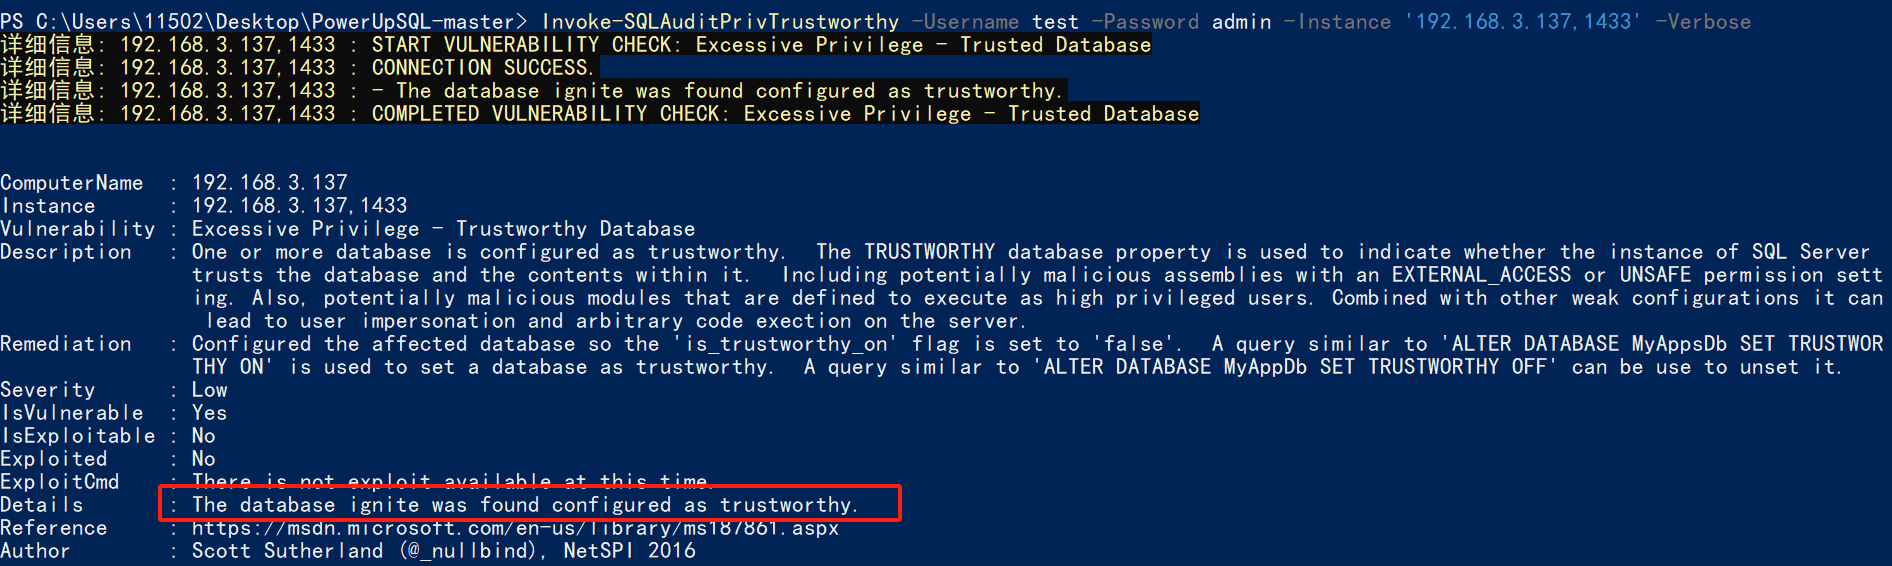 PS C:\Users\11502\Desktop\PowerUpSQL-master> Invoke-SQLAuditPrivTrustworthy -Username test -Password admin -Instance '192.168.3.137,1433' -Verbose
详细信息: 192.168.3.137,1433 : START VULNERABILITY CHECK: Excessive Privilege - Trusted Database
详细信息: 192.168.3.137,1433 : CONNECTION SUCCESS.
详细信息: 192.168.3.137,1433 : - The database ignite was found configured as trustworthy.
详细信息: 192.168.3.137,1433 : COMPLETED VULNERABILITY CHECK: Excessive Privilege - Trusted Database
ComputerName  : 192.168.3.137
Instance      : 192.168.3.137,1433
Vulnerability : Excessive Privilege - Trustworthy Database
Description   : One or more database is configured as trustworthy.  The TRUSTWORTHY database property is used to indicate whether the instance of SQL Server
trusts the database and the contents within it.  Including potentially malicious assemblies with an EXTERNAL_ACCESS or UNSAFE permission sett
ing. Also, potentially malicious modules that are defined to execute as high privileged users. Combined with other weak configurations it can
lead to user impersonation and arbitrary code exection on the server.
Remediation   : Configured the affected database so the 'is_trustworthy_on' flag is set to 'false'.  A query similar to 'ALTER DATABASE MyAppsDb SET TRUSTWOR
THY ON' is used to set a database as trustworthy.  A query similar to 'ALTER DATABASE MyAppDb SET TRUSTWORTHY OFF' can be use to unset it.
Severity      : Low
IsVulnerable  : Yes
IsExploitable : No
Exploited     : No
ExploitCmd    : There is not exploit available at this time.
Details       : The database ignite was found configured as trustworthy.
Reference     : https://msdn.microsoft.com/en-us/library/ms187861.aspx
Author        : Scott Sutherland (@_nullbind), NetSPI 2016